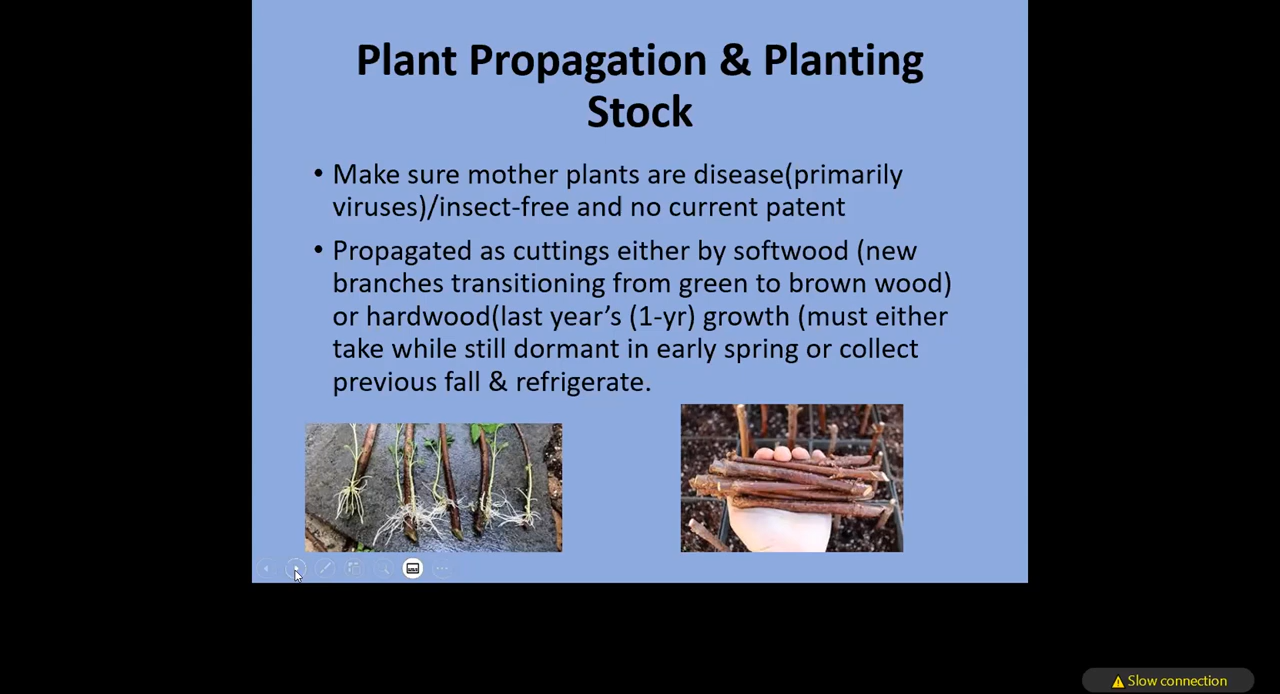 Plant Propagation & Planting
Stock
• Make sure mother plants are disease(primarily
viruses)/insect-free and no current patent
• Propagated as cuttings either by softwood (new
branches transitioning from green to brown wood)
or hardwood(last year’s (1-yr) growth (must either
take while still dormant in early spring or collect
previous fall & refrigerate.
Slow connection